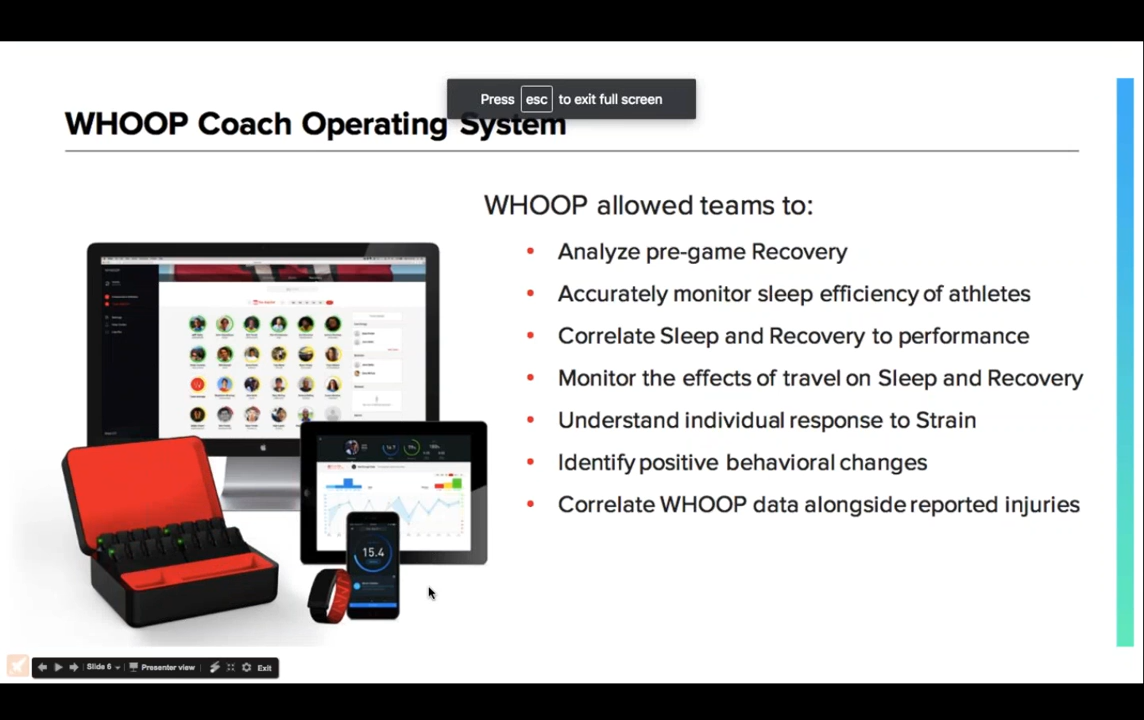 Press esc to exit full screen
WHOOP Coach Operating System
WHOOP allowed teams to:
• Analyze pre-game Recovery
• Accurately monitor sleep efficiency of athletes
• Correlate Sleep and Recovery to performance
• Monitor the effects of travel on Sleep and Recovery
• Understand individual response to Strain
• Identify positive behavioral changes
• Correlate WHOOP data alongside reported injuries
15.4
Slide 6 Presenter view Exit